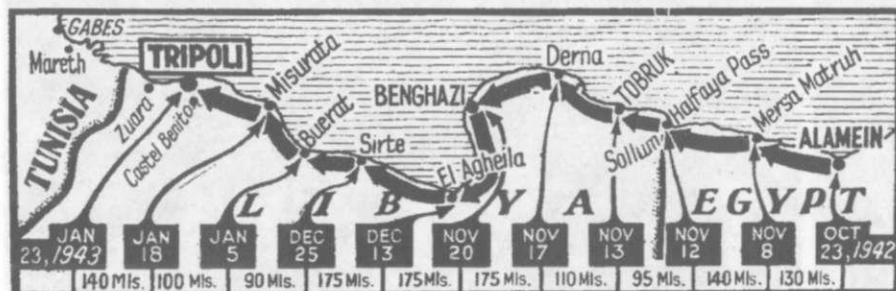 GABES
Mareth
TRIPOLI
TUNISIA
Zuara
Castel Benito
Misurata
Buerat
Sirte
BENGHAZI
El Agheila
Derna
TOBRUK
Sollum
Halfaya Pass
Mersa Matruh
ALAMEIN
LIBYA
EGYPT
JAN 23, 1943
JAN 18
JAN 5
DEC 25
DEC 13
NOV 20
NOV 17
NOV 13
NOV 12
NOV 8
OCT 23, 1942
140 Mls. 100 Mls. 90 Mls. 175 Mls. 175 Mls. 175 Mls. 110 Mls. 95 Mls. 140 Mls. 130 Mls.